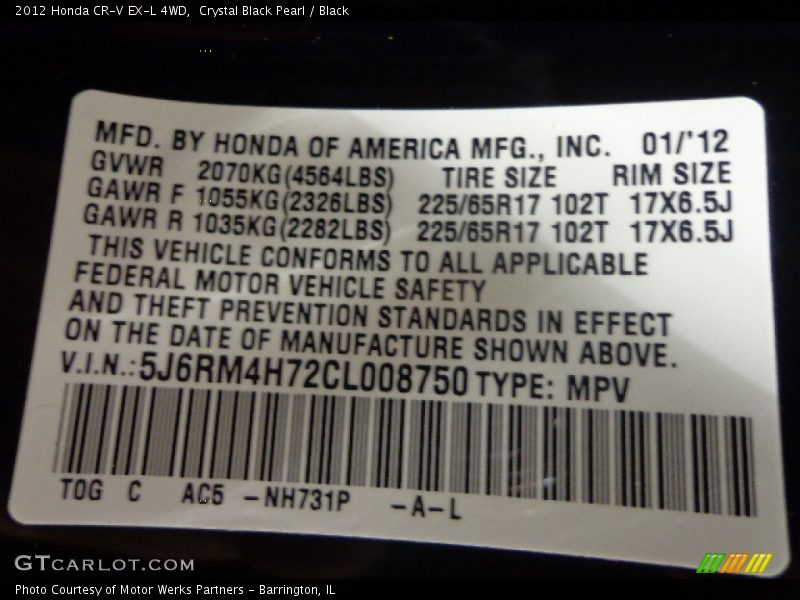 2012 Honda CR-V EX-L 4WD,  Crystal Black Pearl / Black
MFD. BY HONDA OF AMERICA MFG., INC. 01/'12
GVWR 2070KG(4564LBS) TIRE SIZE RIM SIZE
GAWR F 1055KG(2326LBS) 225/65R17 102T 17X6.5J
GAWR R 1035KG(2282LBS) 225/65R17 102T 17X6.5J
THIS VEHICLE CONFORMS TO ALL APPLICABLE
FEDERAL MOTOR VEHICLE SAFETY
AND THEFT PREVENTION STANDARDS IN EFFECT
ON THE DATE OF MANUFACTURE SHOWN ABOVE.
V.I.N.:5J6RM4H72CL008750 TYPE: MPV
TOG C AC5 -NH731P -A-L
GTCARLOT.COM
Photo Courtesy of Motor Werks Partners - Barrington, IL